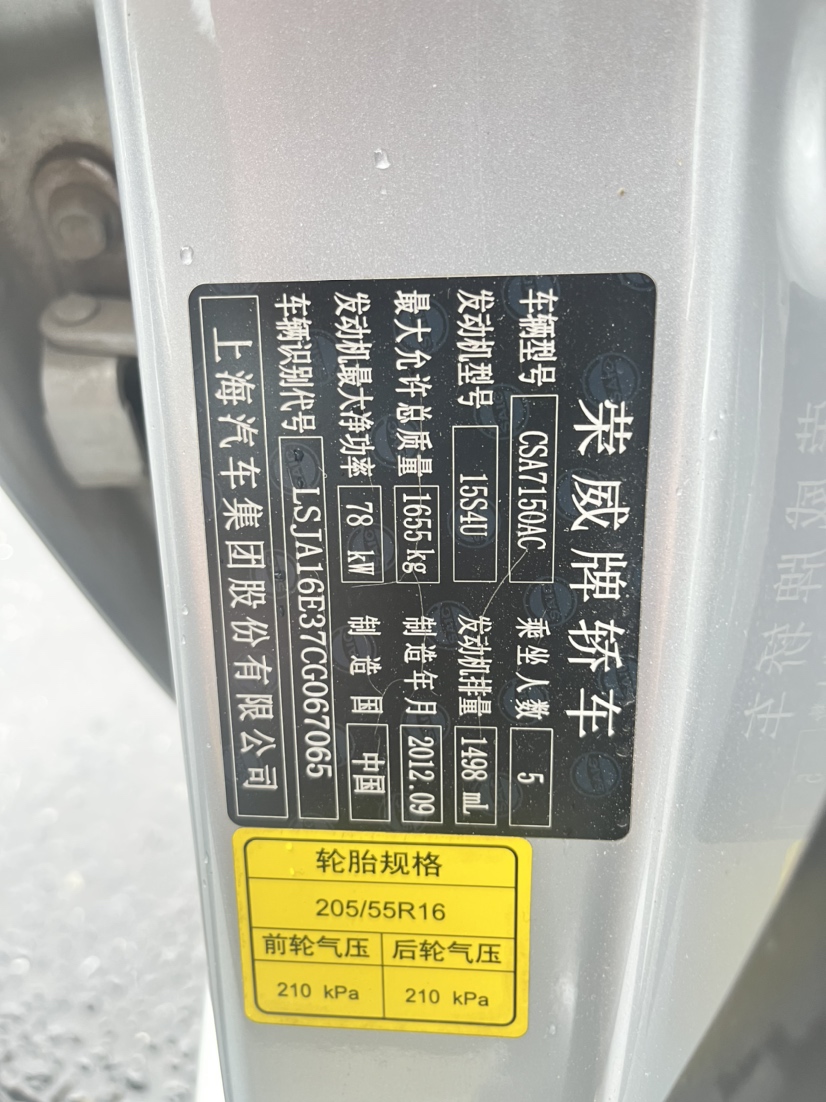 荣威牌轿车
车辆型号 CSA7150AC 乘坐人数 5
发动机型号 15S4U 发动机排量 1498 mL
最大允许总质量 1655 kg 制造年月 2012.09
发动机最大净功率 78 kW 制造国 中国
车辆识别代号 LSJA16E37CG067065
上海汽车集团股份有限公司
轮胎规格
205/55R16
前轮气压 后轮气压
210 kPa 210 kPa